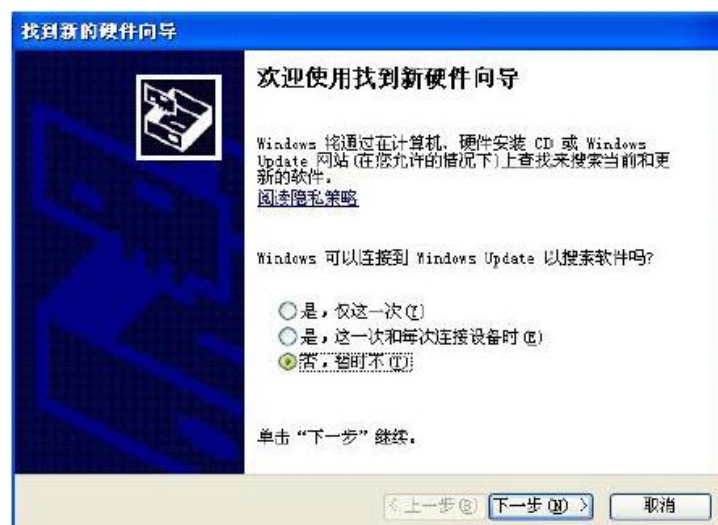 找到新的硬件向导
欢迎使用找到新硬件向导
Windows 将通过在计算机、硬件安装 CD 或 Windows
Update 网站(在您允许的情况下)上查找来搜索当前和更
新的软件。
阅读隐私策略
Windows 可以连接到 Windows Update 以搜索软件吗?
是，仅这一次(Y)
是，这一次和每次连接设备时(E)
否，暂时不(T)
单击“下一步”继续。
< 上一步(B) 下一步(N) > 取消